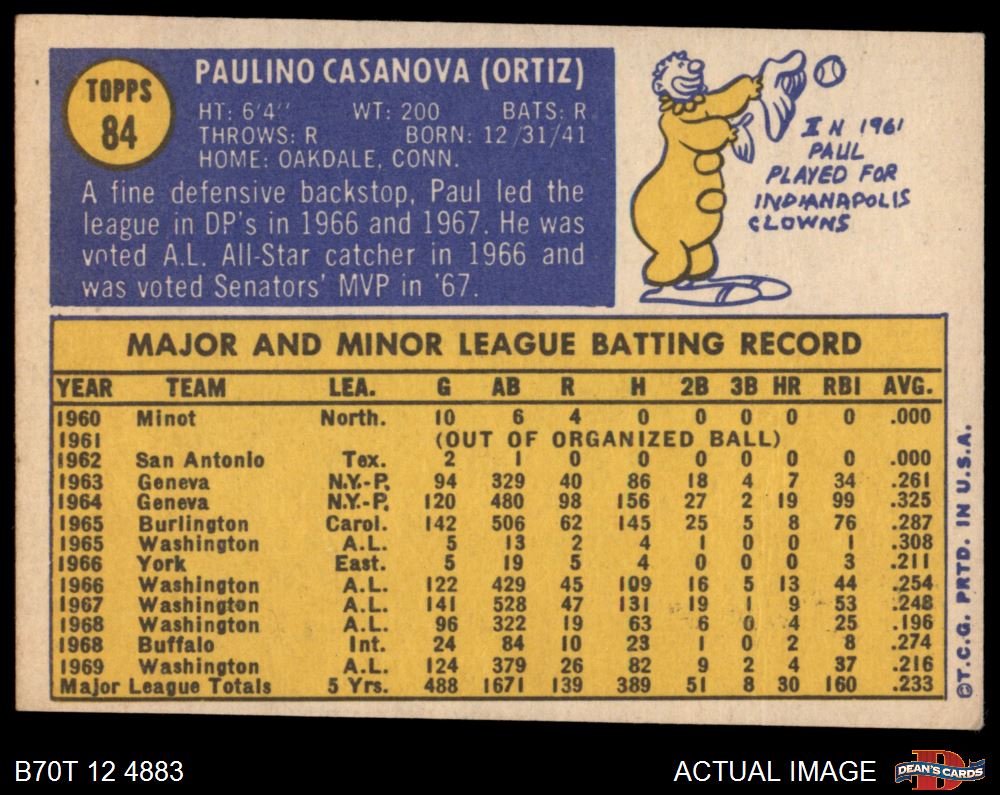 TOPPS
84
PAULINO CASANOVA (ORTIZ)
HT: 6'4" WT: 200 BATS: R
THROWS: R BORN: 12/31/41
HOME: OAKDALE, CONN.
A fine defensive backstop, Paul led the
league in DP's in 1966 and 1967. He was
voted A.L. All-Star catcher in 1966 and
was voted Senators' MVP in '67.
IN 1961
PAUL
PLAYED FOR
INDIANAPOLIS
CLOWNS
MAJOR AND MINOR LEAGUE BATTING RECORD
YEAR TEAM LEA. G AB R H 2B 3B HR RBI AVG.
1960 Minot North. 10 6 4 0 0 0 0 0 .000
1961 (OUT OF ORGANIZED BALL)
1962 San Antonio Tex. 2 1 0 0 0 0 0 0 .000
1963 Geneva N.Y.-P. 94 329 40 86 18 4 7 34 .261
1964 Geneva N.Y.-P. 120 480 98 156 27 2 19 99 .325
1965 Burlington Carol. 142 506 62 145 25 5 8 76 .287
1965 Washington A.L. 5 13 2 4 1 0 0 1 .308
1966 York East. 5 19 5 4 0 0 0 3 .211
1966 Washington A.L. 122 429 45 109 16 5 13 44 .254
1967 Washington A.L. 141 528 47 131 19 1 9 53 .248
1968 Washington A.L. 96 322 19 63 6 0 4 25 .196
1968 Buffalo Int. 24 84 10 23 1 0 2 8 .274
1969 Washington A.L. 124 379 26 82 9 2 4 37 .216
Major League Totals 5 Yrs. 488 1671 139 389 51 8 30 160 .233
©T.C.G. PRTD. IN U.S.A.
B70T 12 4883
ACTUAL IMAGE
D
DEAN'S CARDS